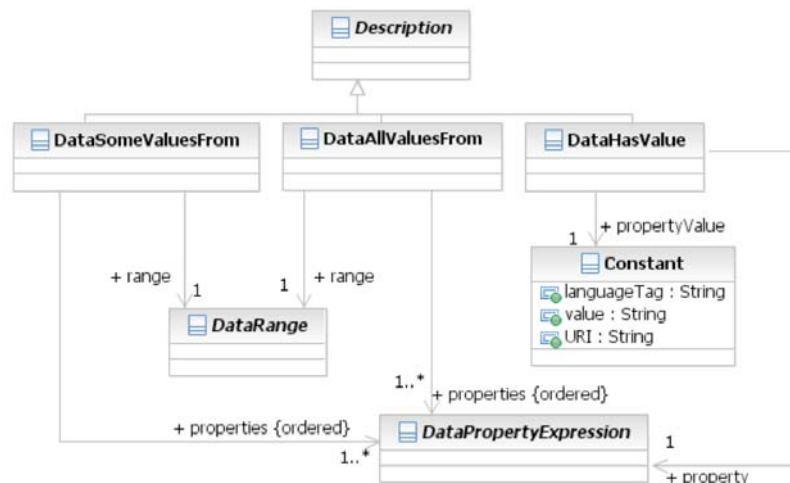 Description
DataSomeValuesFrom
DataAllValuesFrom
DataHasValue
+ propertyValue
1
Constant
languageTag : String
value : String
URI : String
+ range
1
1
+ range
DataRange
1..*
+ properties {ordered}
+ properties {ordered}
1..*
DataPropertyExpression
1
+ property